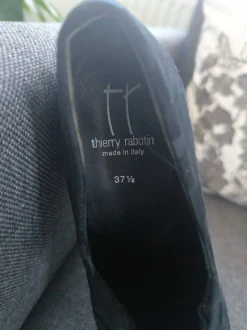 tr
thierry rabotin
made in Italy
37 ½